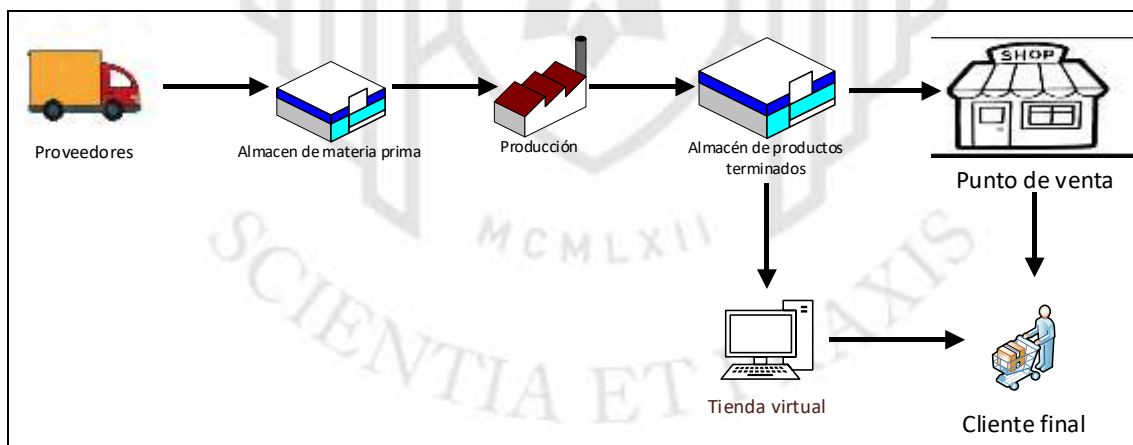 SHOP
Proveedores
Almacen de materia prima
Producción
Almacén de productos
terminados
Punto de venta
MCMLXII
SCIENTIA ET PRAXIS
Tienda virtual
Cliente final